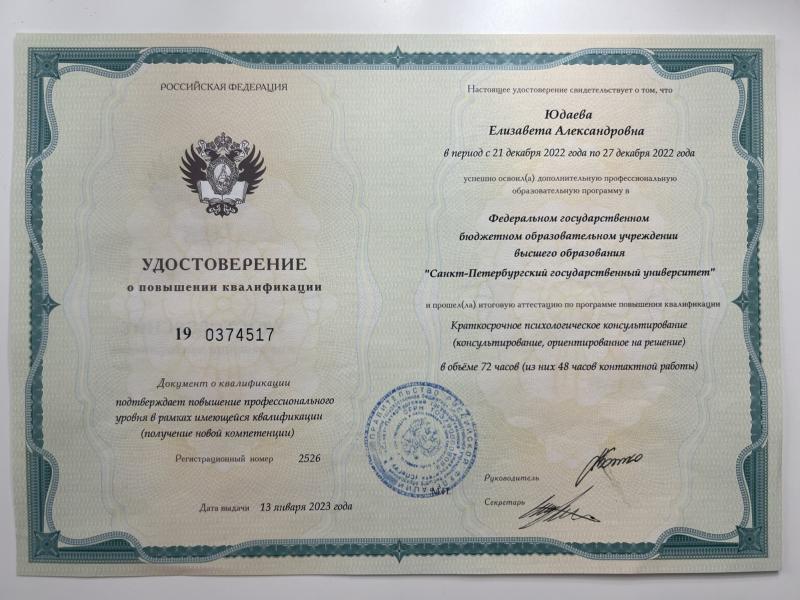 РОССИЙСКАЯ ФЕДЕРАЦИЯ
УДОСТОВЕРЕНИЕ
о повышении квалификации
19 0374517
Документ о квалификации
подтверждает повышение профессионального
уровня в рамках имеющейся квалификации
(получение новой компетенции)
Регистрационный номер 2526
Дата выдачи 13 января 2023 года
Настоящее удостоверение свидетельствует о том, что
Юдаева
Елизавета Александровна
в период с 21 декабря 2022 года по 27 декабря 2022 года
успешно освоил(а) дополнительную профессиональную
образовательную программу в
Федеральном государственном
бюджетном образовательном учреждении
высшего образования
"Санкт-Петербургский государственный университет"
и прошел(ла) итоговую аттестацию по программе повышения квалификации
Краткосрочное психологическое консультирование
(консультирование, ориентированное на решение)
в объёме 72 часов (из них 48 часов контактной работы)
Руководитель
Секретарь